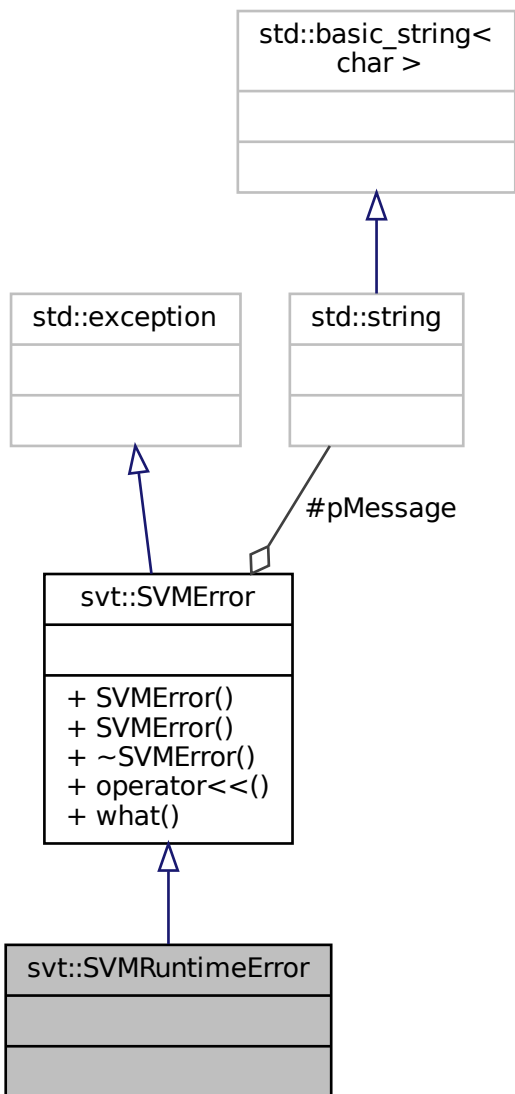 std::basic_string<
char >
std::exception
std::string
#pMessage
svt::SVMError
+ SVMError()
+ SVMError()
+ ~SVMError()
+ operator<<()
+ what()
svt::SVMRuntimeError